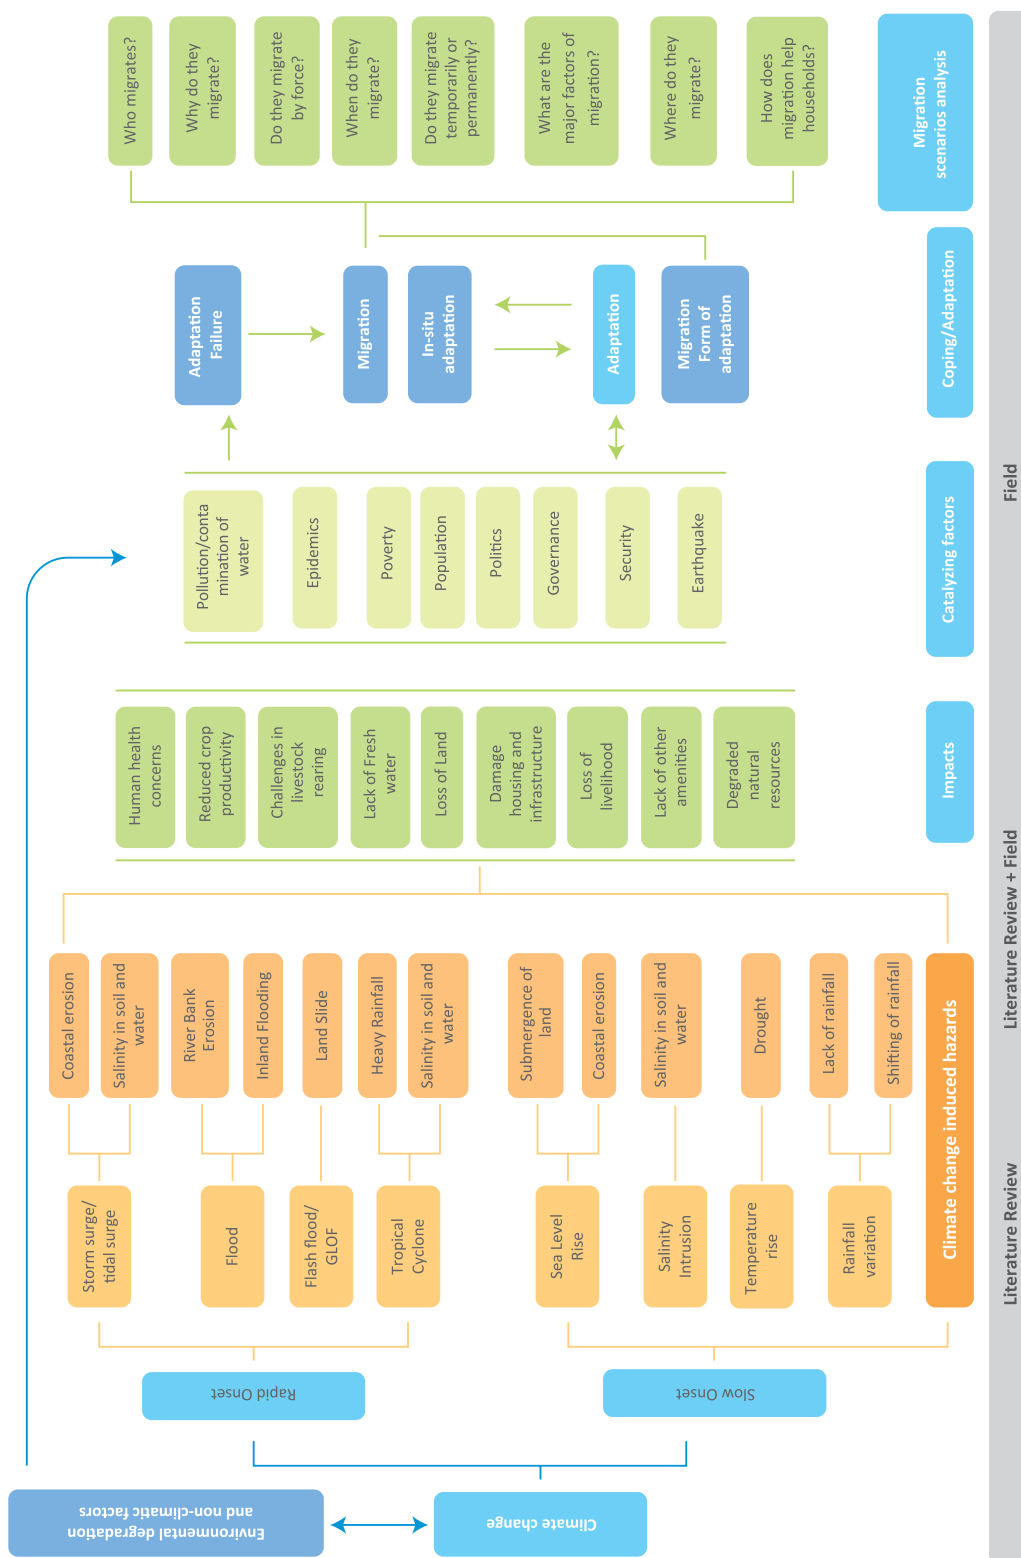 Environmental degradation
and non-climatic factors
Climate change
Rapid Onset
Slow Onset
Storm surge/
tidal surge
Flood
Flash flood/
GLOF
Tropical
Cyclone
Sea Level
Rise
Salinity
Intrusion
Temperature
rise
Rainfall
variation
Coastal erosion
Salinity in soil and
water
River Bank
Erosion
Inland Flooding
Land Slide
Heavy Rainfall
Salinity in soil and
water
Submergence of
land
Coastal erosion
Salinity in soil and
water
Drought
Lack of rainfall
Shifting of rainfall
Climate change induced hazards
Human health
concerns
Reduced crop
productivity
Challenges in
livestock
rearing
Lack of Fresh
water
Loss of Land
Damage
housing and
infrastructure
Loss of
livelihood
Lack of other
amenities
Degraded
natural
resources
Impacts
Pollution/conta
mination of
water
Epidemics
Poverty
Population
Politics
Governance
Security
Earthquake
Catalyzing factors
Adaptation
Failure
Migration
In-situ
adaptation
Adaptation
Migration
Form of
adaptation
Coping/Adaptation
Who migrates?
Why do they
migrate?
Do they migrate
by force?
When do they
migrate?
Do they migrate
temporarily or
permanently?
What are the
major factors of
migration?
Where do they
migrate?
How does
migration help
households?
Migration
scenarios analysis
Literature Review
Literature Review + Field
Field